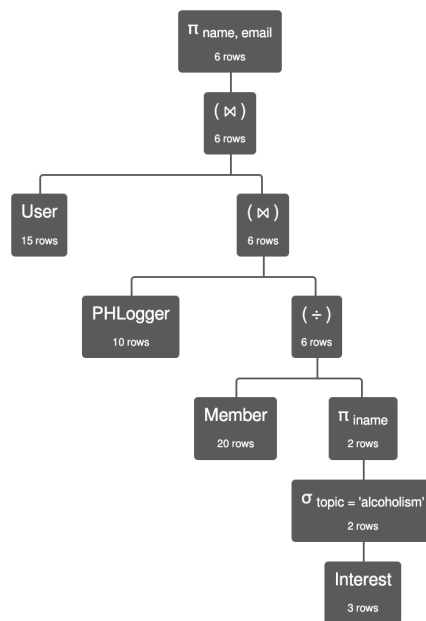 π name, email
6 rows
( ⋈ )
6 rows
User
15 rows
( ⋈ )
6 rows
PHLogger
10 rows
( ÷ )
6 rows
Member
20 rows
π iname
2 rows
σ topic = 'alcoholism'
2 rows
Interest
3 rows